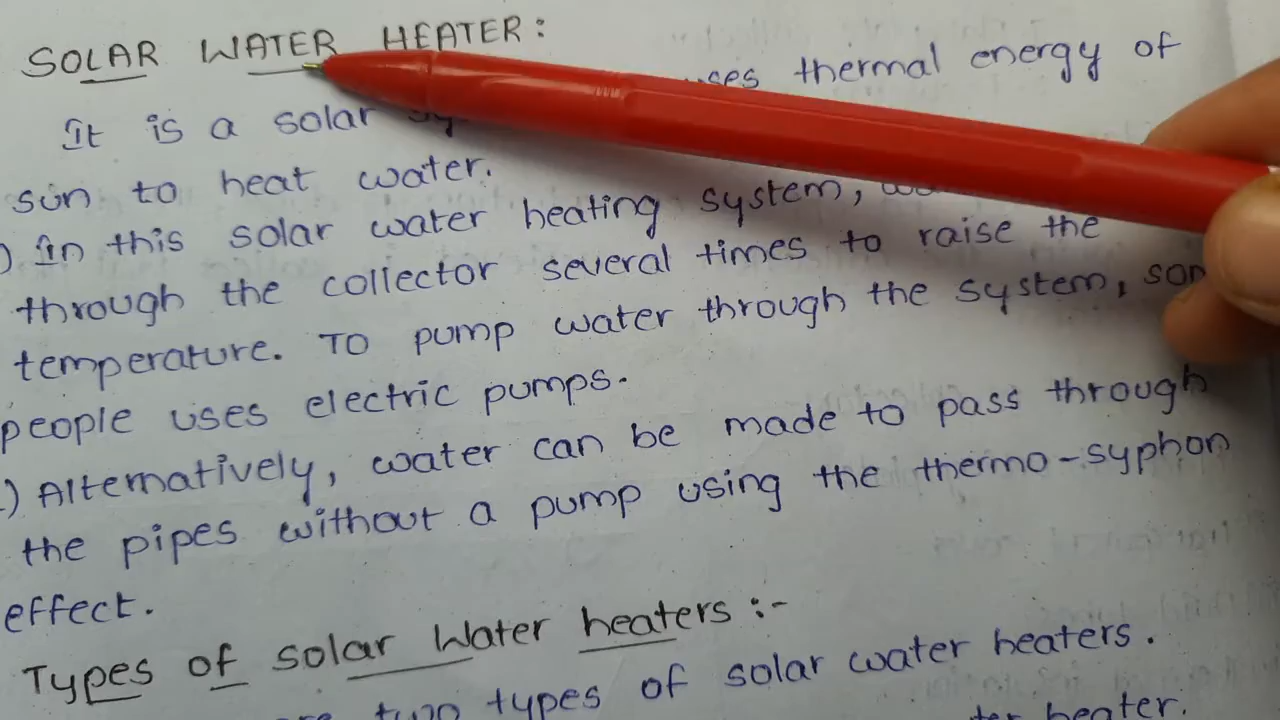 SOLAR WATER HEATER:
It is a solar uses thermal energy of
sun to heat water.
) In this solar water heating system,
through the collector several times to raise the
temperature. To pump water through the system, som
people uses electric pumps.
) Alternatively, water can be made to pass through
the pipes without a pump using the thermo-syphon
effect.
Types of solar Water heaters :-
two types of solar water heaters.
heater.